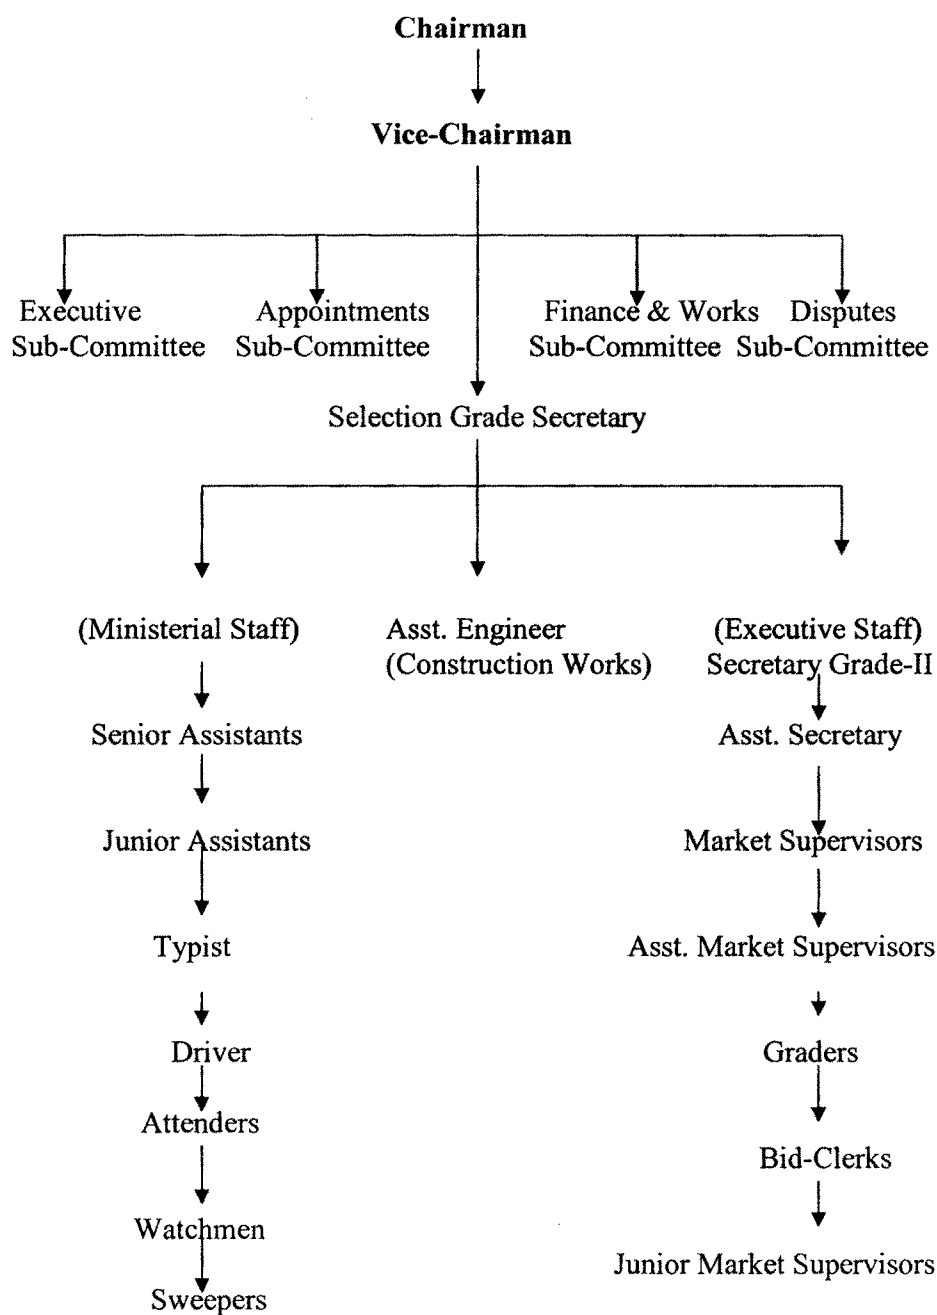 Chairman
Vice-Chairman
Executive
Sub-Committee
Appointments
Sub-Committee
Finance & Works
Sub-Committee
Disputes
Sub-Committee
Selection Grade Secretary
(Ministerial Staff)
Asst. Engineer
(Construction Works)
(Executive Staff)
Secretary Grade-II
Senior Assistants
Asst. Secretary
Junior Assistants
Market Supervisors
Typist
Asst. Market Supervisors
Driver
Graders
Attenders
Bid-Clerks
Watchmen
Junior Market Supervisors
Sweepers